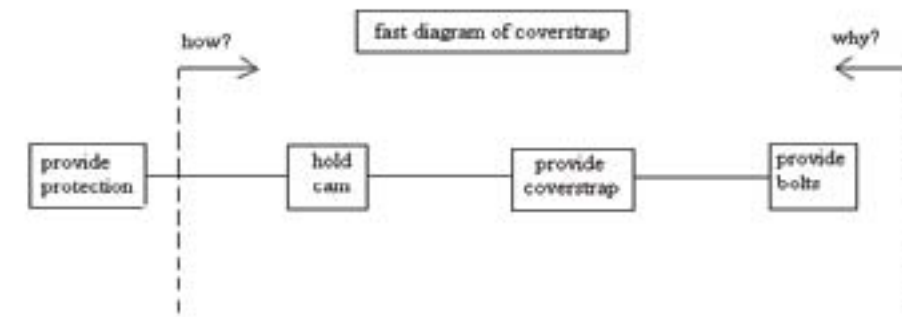 fast diagram of coverstrap
how?
why?
provide
protection
hold
cam
provide
coverstrap
provide
bolts